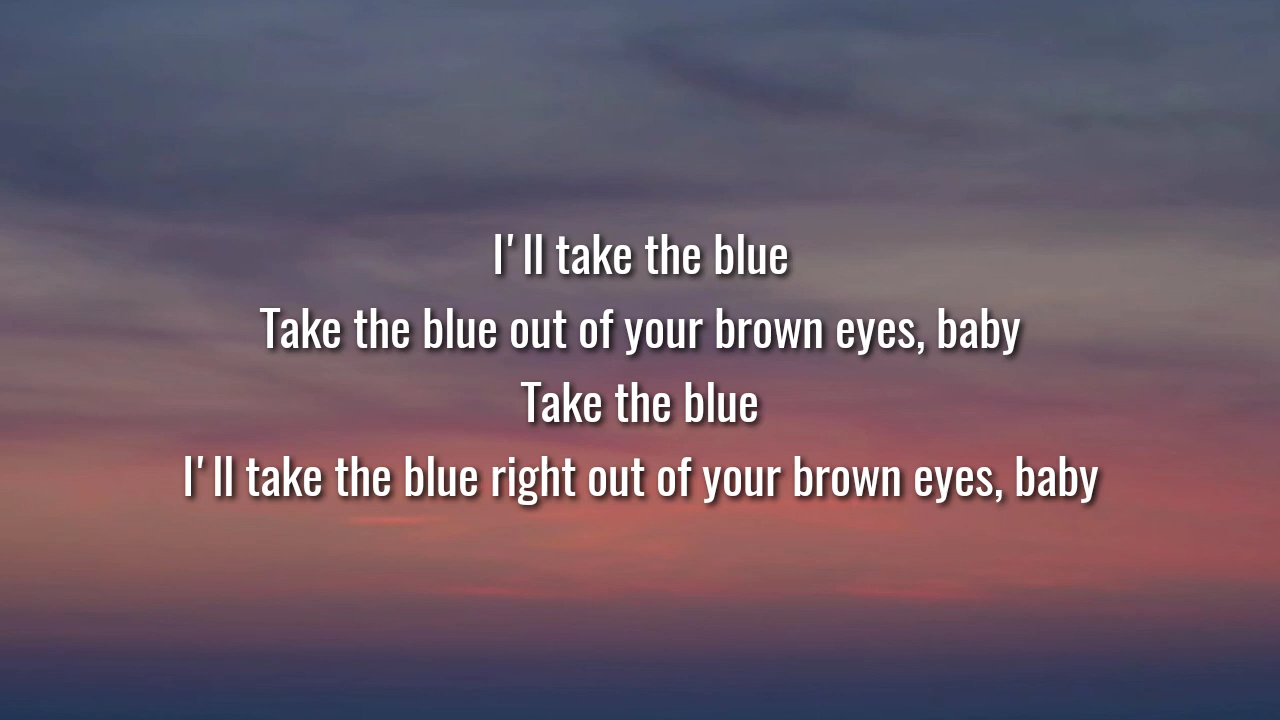 I'll take the blue
Take the blue out of your brown eyes, baby
Take the blue
I'll take the blue right out of your brown eyes, baby